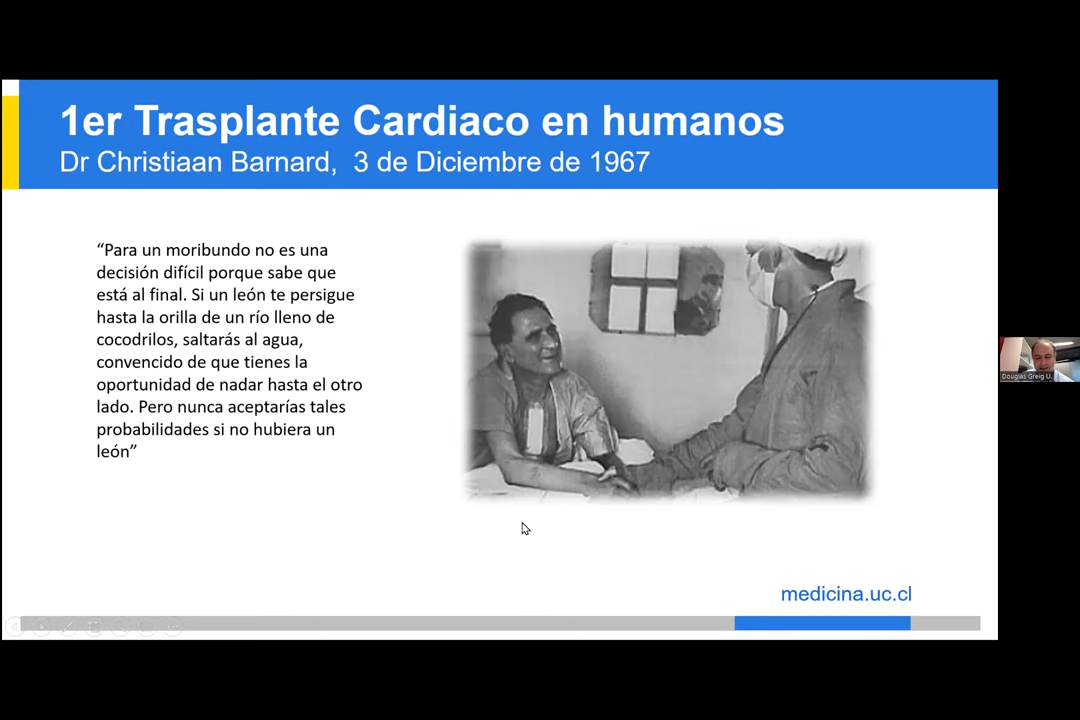 1er Trasplante Cardiaco en humanos
Dr Christiaan Barnard,  3 de Diciembre de 1967
“Para un moribundo no es una
decisión difícil porque sabe que
está al final. Si un león te persigue
hasta la orilla de un río lleno de
cocodrilos, saltarás al agua,
convencido de que tienes la
oportunidad de nadar hasta el otro
lado. Pero nunca aceptarías tales
probabilidades si no hubiera un
león”
Douglas Greig U.
medicina.uc.cl